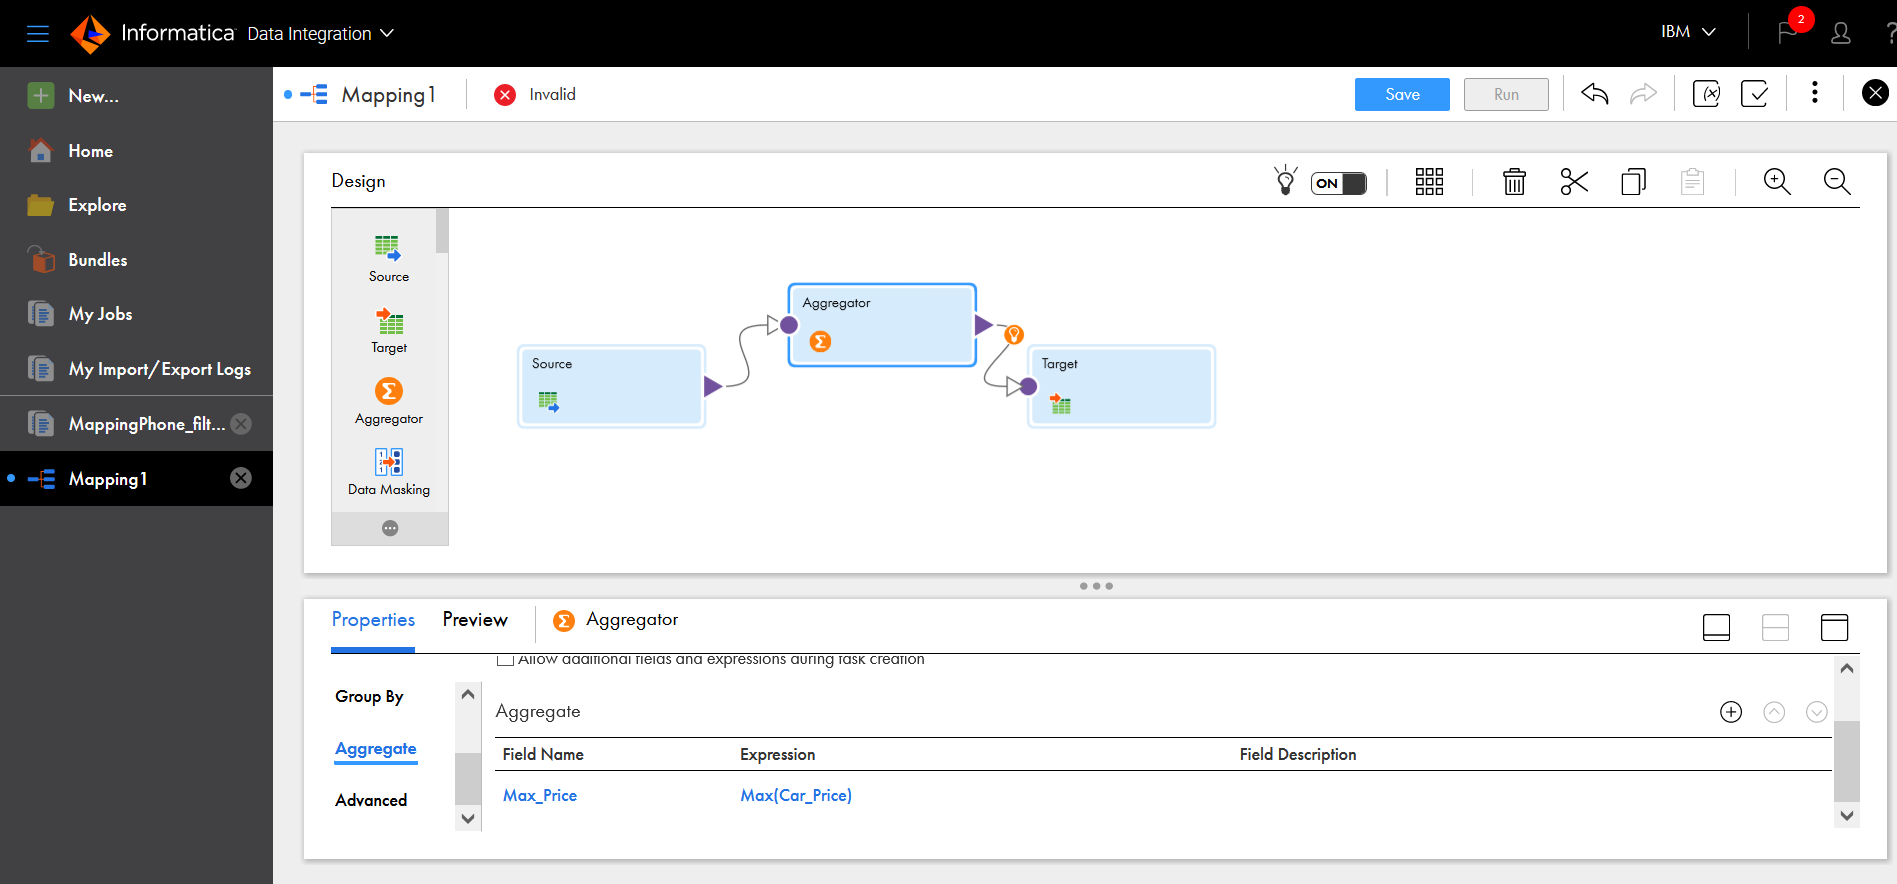 Informatica Data Integration
IBM
2
?
New...
Home
Explore
Bundles
My Jobs
My Import/Export Logs
MappingPhone_filt...
Mapping1
Mapping1
Invalid
Save
Run
Design
ON
Source
Target
Aggregator
Data Masking
Source
Aggregator
Target
Properties
Preview
Aggregator
Allow additional fields and expressions during task creation
Group By
Aggregate
Advanced
Aggregate
Field Name Expression Field Description
Max_Price Max(Car_Price)